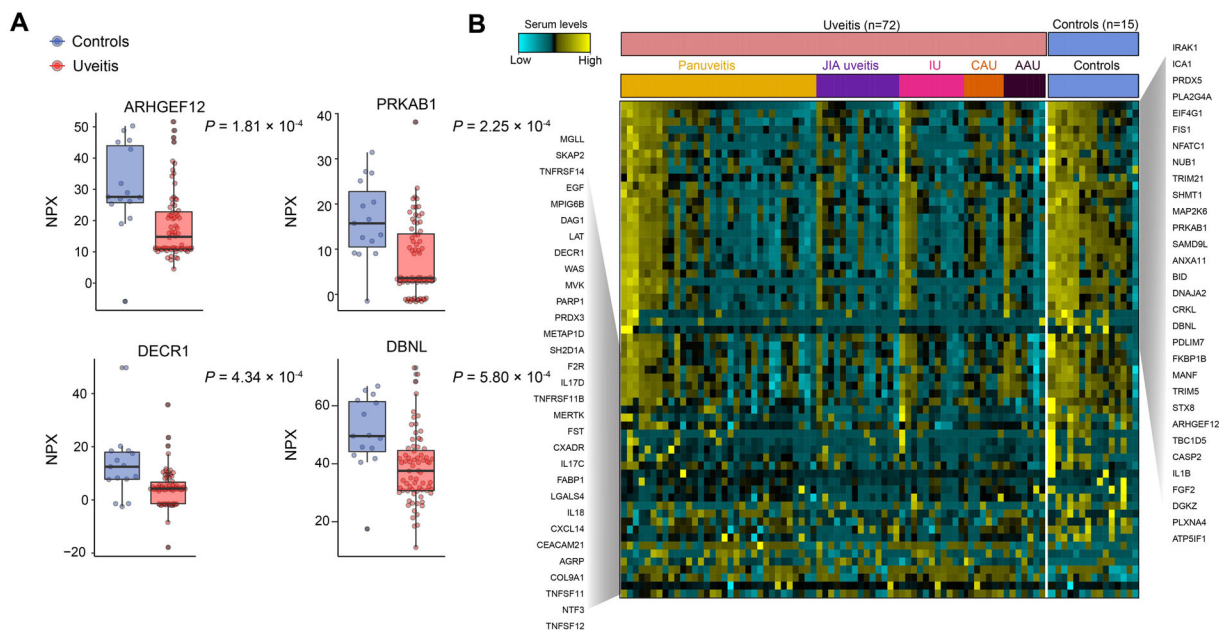 A
Controls
Uveitis
ARHGEF12
P = 1.81 × 10⁻⁴
NPX
50
40
30
20
10
0
PRKAB1
P = 2.25 × 10⁻⁴
NPX
40
30
20
10
0
DECR1
P = 4.34 × 10⁻⁴
NPX
40
20
0
−20
DBNL
P = 5.80 × 10⁻⁴
NPX
60
40
20
B
Serum levels
Low High
Uveitis (n=72) Controls (n=15)
Panuveitis JIA uveitis IU CAU AAU Controls
MGLL
SKAP2
TNFRSF14
EGF
MPIG6B
DAG1
LAT
DECR1
WAS
MVK
PARP1
PRDX3
METAP1D
SH2D1A
F2R
IL17D
TNFRSF11B
MERTK
FST
CXADR
IL17C
FABP1
LGALS4
IL18
CXCL14
CEACAM21
AGRP
COL9A1
TNFSF11
NTF3
TNFSF12
IRAK1
ICA1
PRDX5
PLA2G4A
EIF4G1
FIS1
NFATC1
NUB1
TRIM21
SHMT1
MAP2K6
PRKAB1
SAMD9L
ANXA11
BID
DNAJA2
CRKL
DBNL
PDLIM7
FKBP1B
MANF
TRIM5
STX8
ARHGEF12
TBC1D5
CASP2
IL1B
FGF2
DGKZ
PLXNA4
ATP5IF1